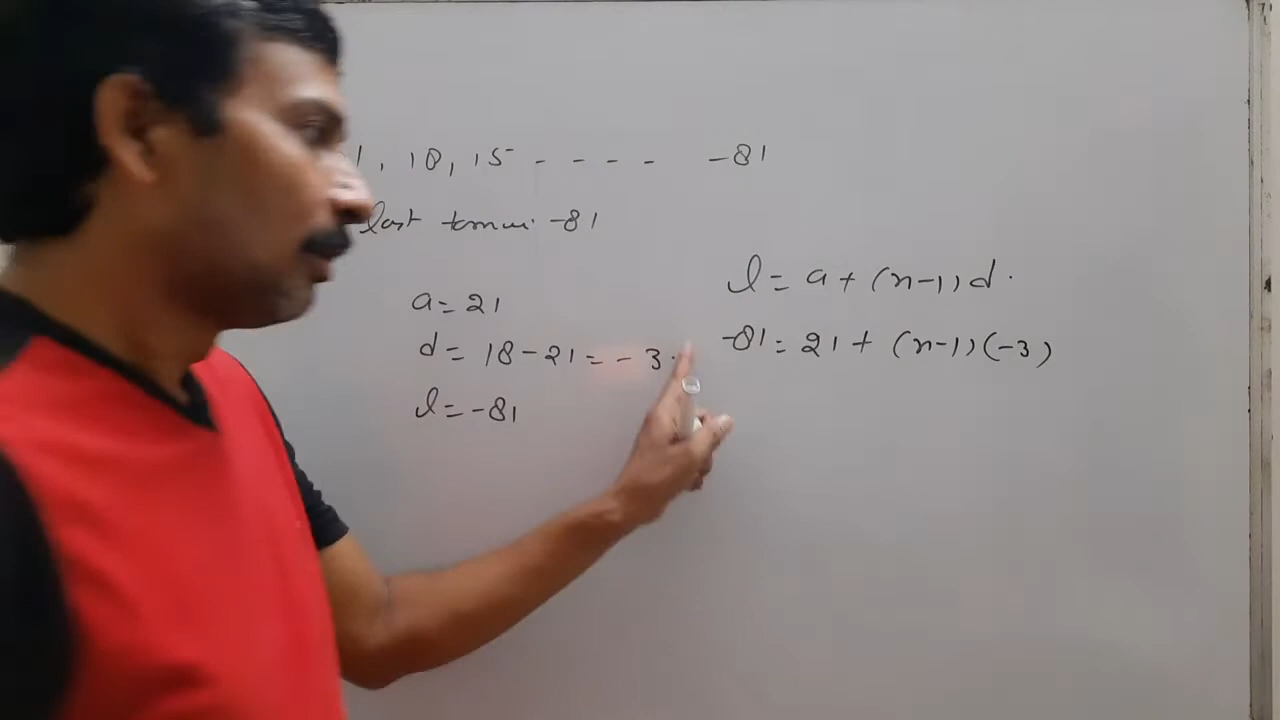 1, 18, 15 - - - - -81
last term -81
a = 21
d = 18 - 21 = - 3.
l = -81
l = a + (n-1)d.
-81 = 21 + (n-1)(-3)